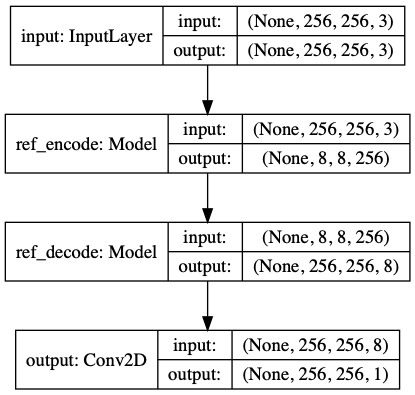 input: InputLayer
input: (None, 256, 256, 3)
output: (None, 256, 256, 3)
ref_encode: Model
input: (None, 256, 256, 3)
output: (None, 8, 8, 256)
ref_decode: Model
input: (None, 8, 8, 256)
output: (None, 256, 256, 8)
output: Conv2D
input: (None, 256, 256, 8)
output: (None, 256, 256, 1)